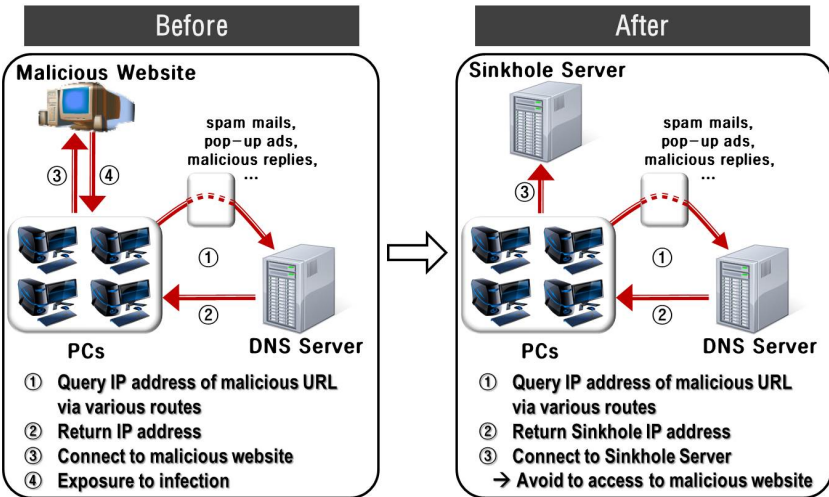 Before
Malicious Website
spam mails,
pop-up ads,
malicious replies,
...
③
④
①
②
PCs
DNS Server
① Query IP address of malicious URL
via various routes
② Return IP address
③ Connect to malicious website
④ Exposure to infection
After
Sinkhole Server
spam mails,
pop-up ads,
malicious replies,
...
③
①
②
PCs
DNS Server
① Query IP address of malicious URL
via various routes
② Return Sinkhole IP address
③ Connect to Sinkhole Server
→ Avoid to access to malicious website